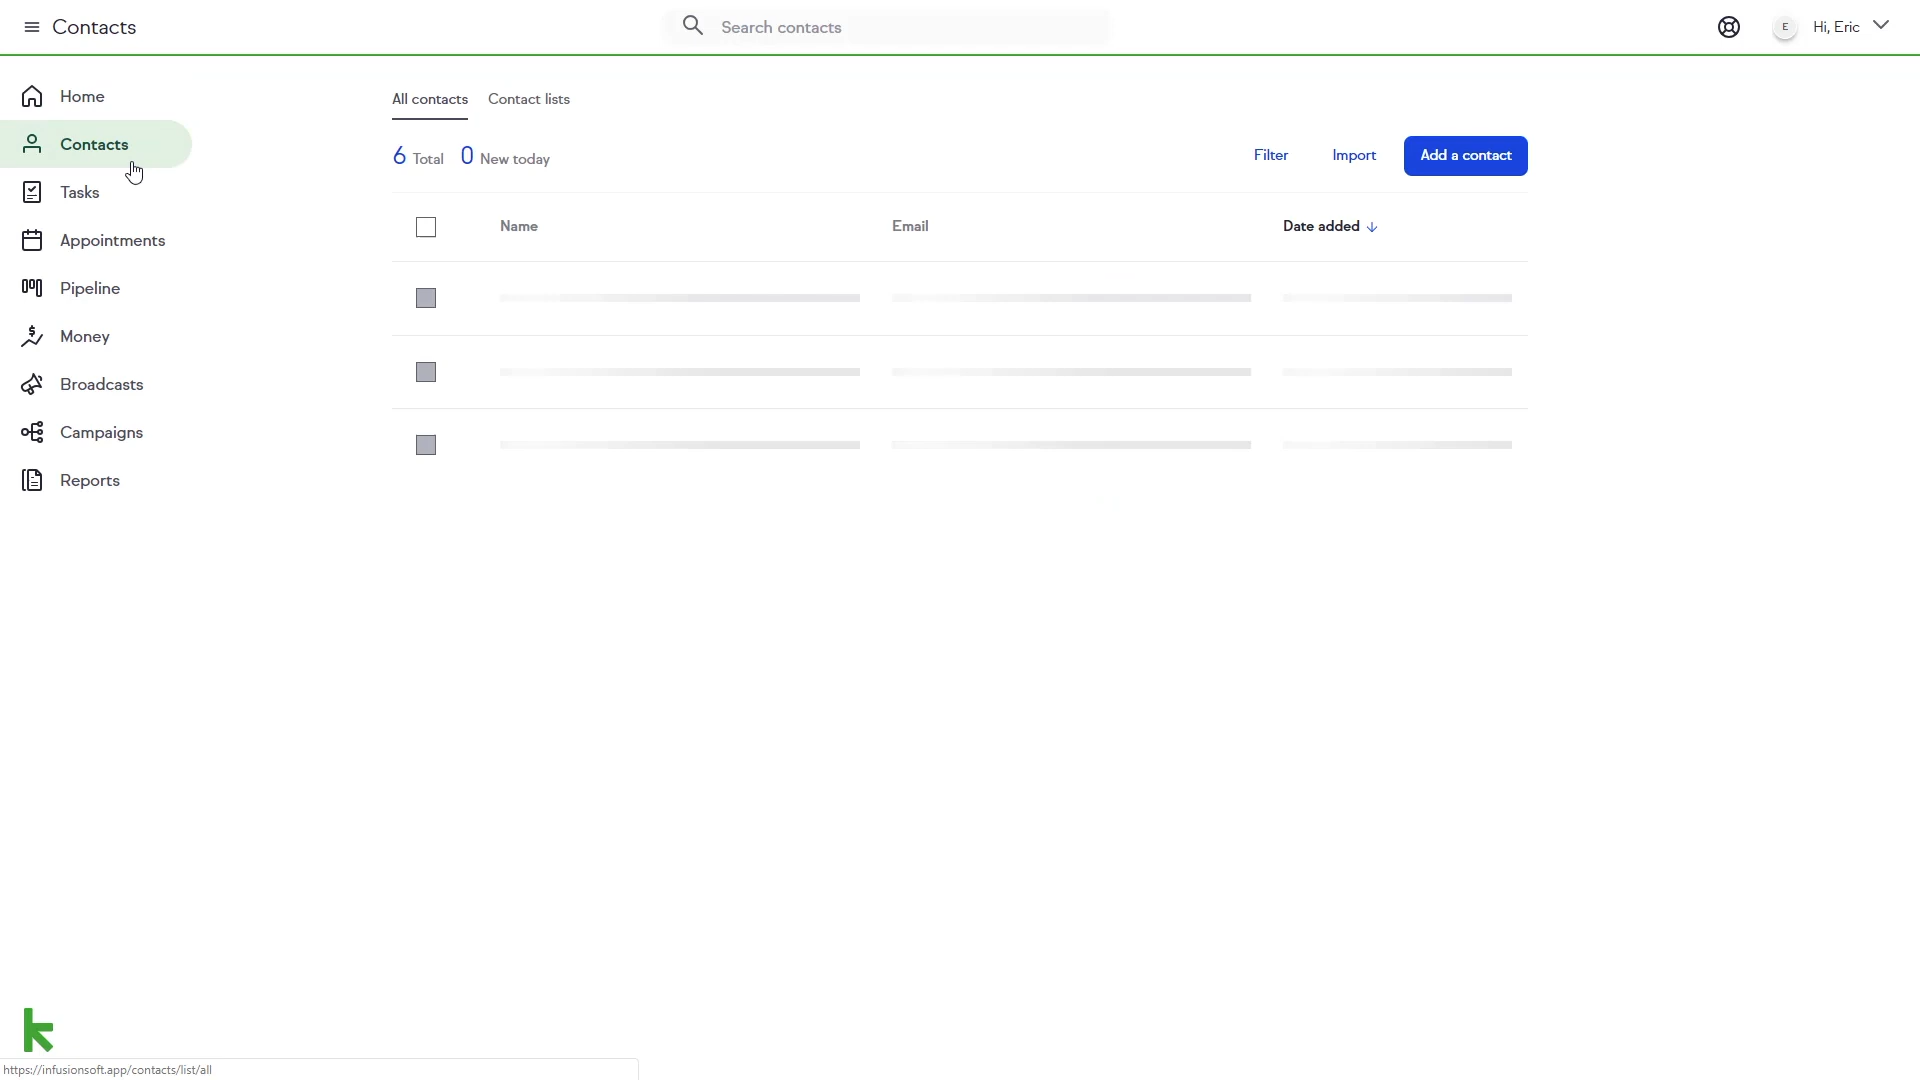 Contacts
Search contacts
E
Hi, Eric
Home
Contacts
Tasks
Appointments
Pipeline
Money
Broadcasts
Campaigns
Reports
All contacts
Contact lists
6 Total 0 New today
Filter
Import
Add a contact
Name
Email
Date added
https://infusionsoft.app/contacts/list/all